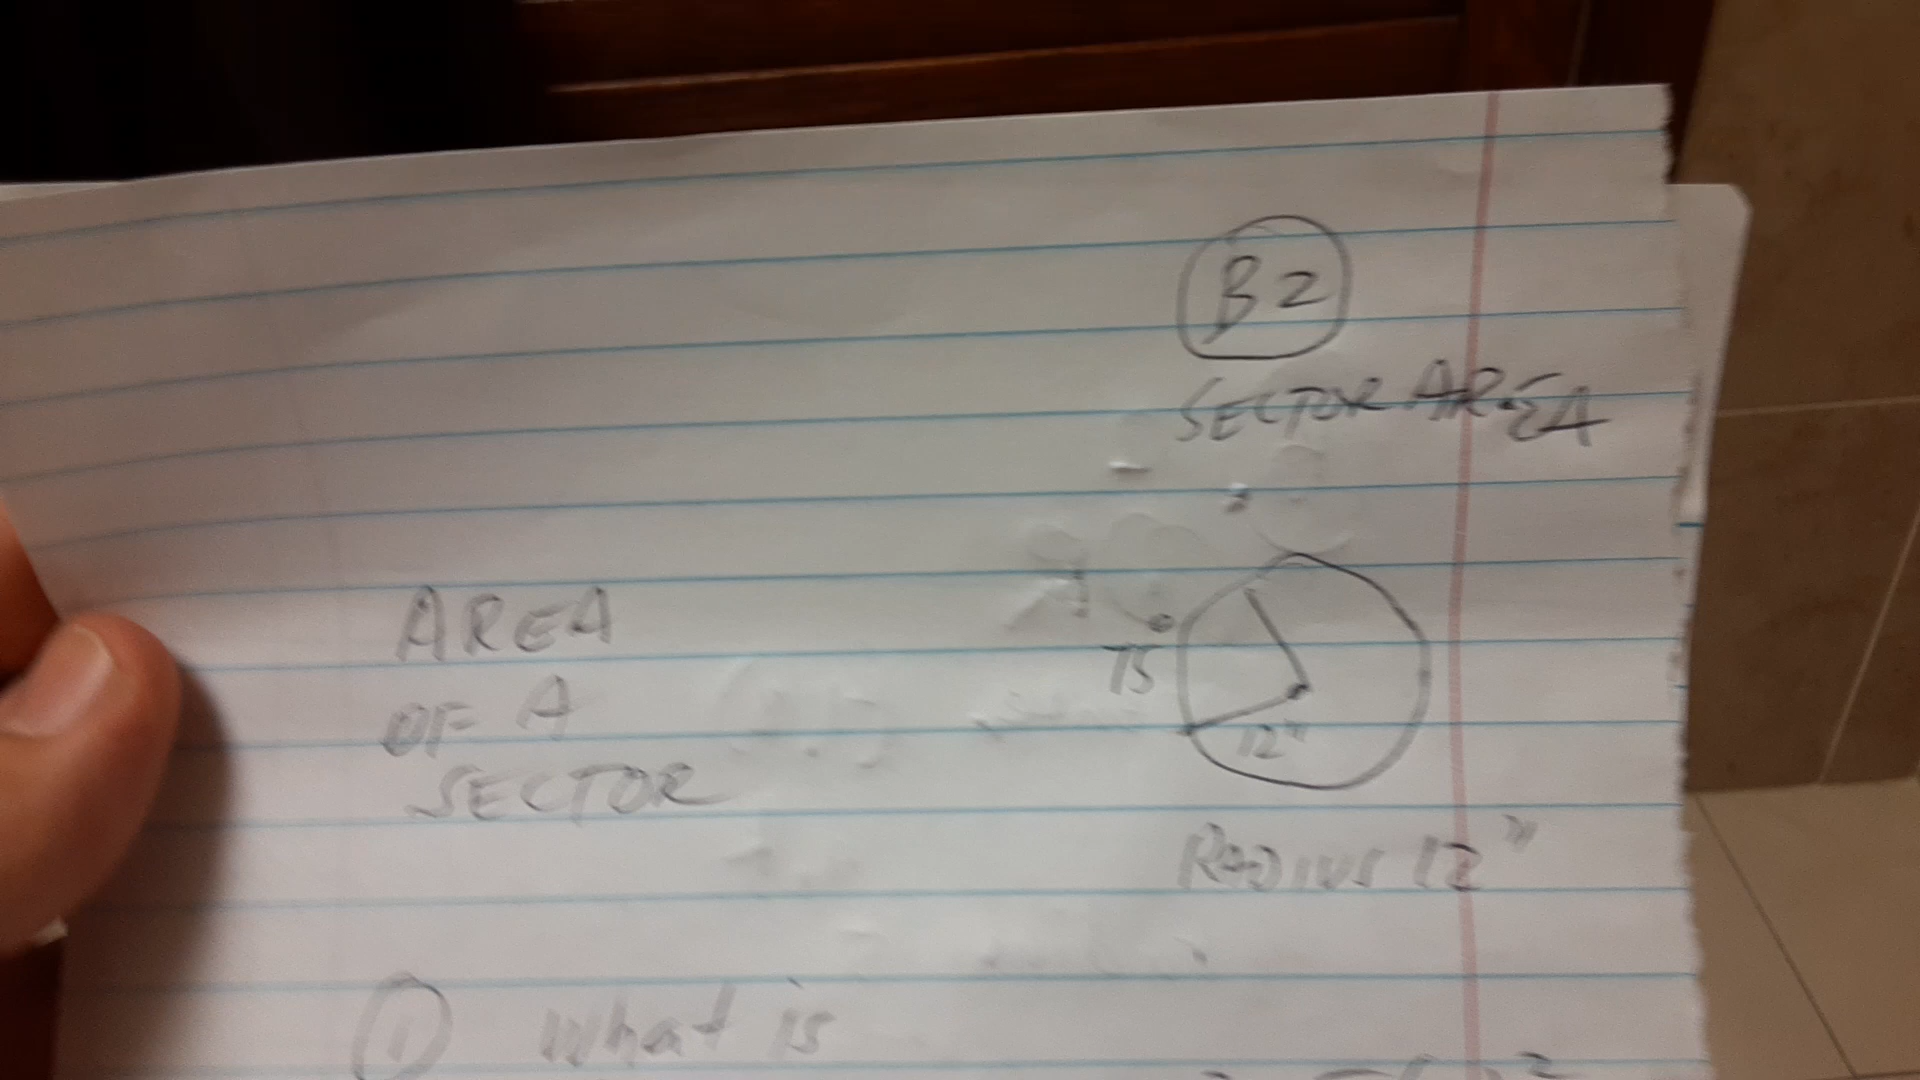 B2
SECTOR AREA
AREA
OF A
SECTOR
75°
12"
RADIUS 12"
1 What is